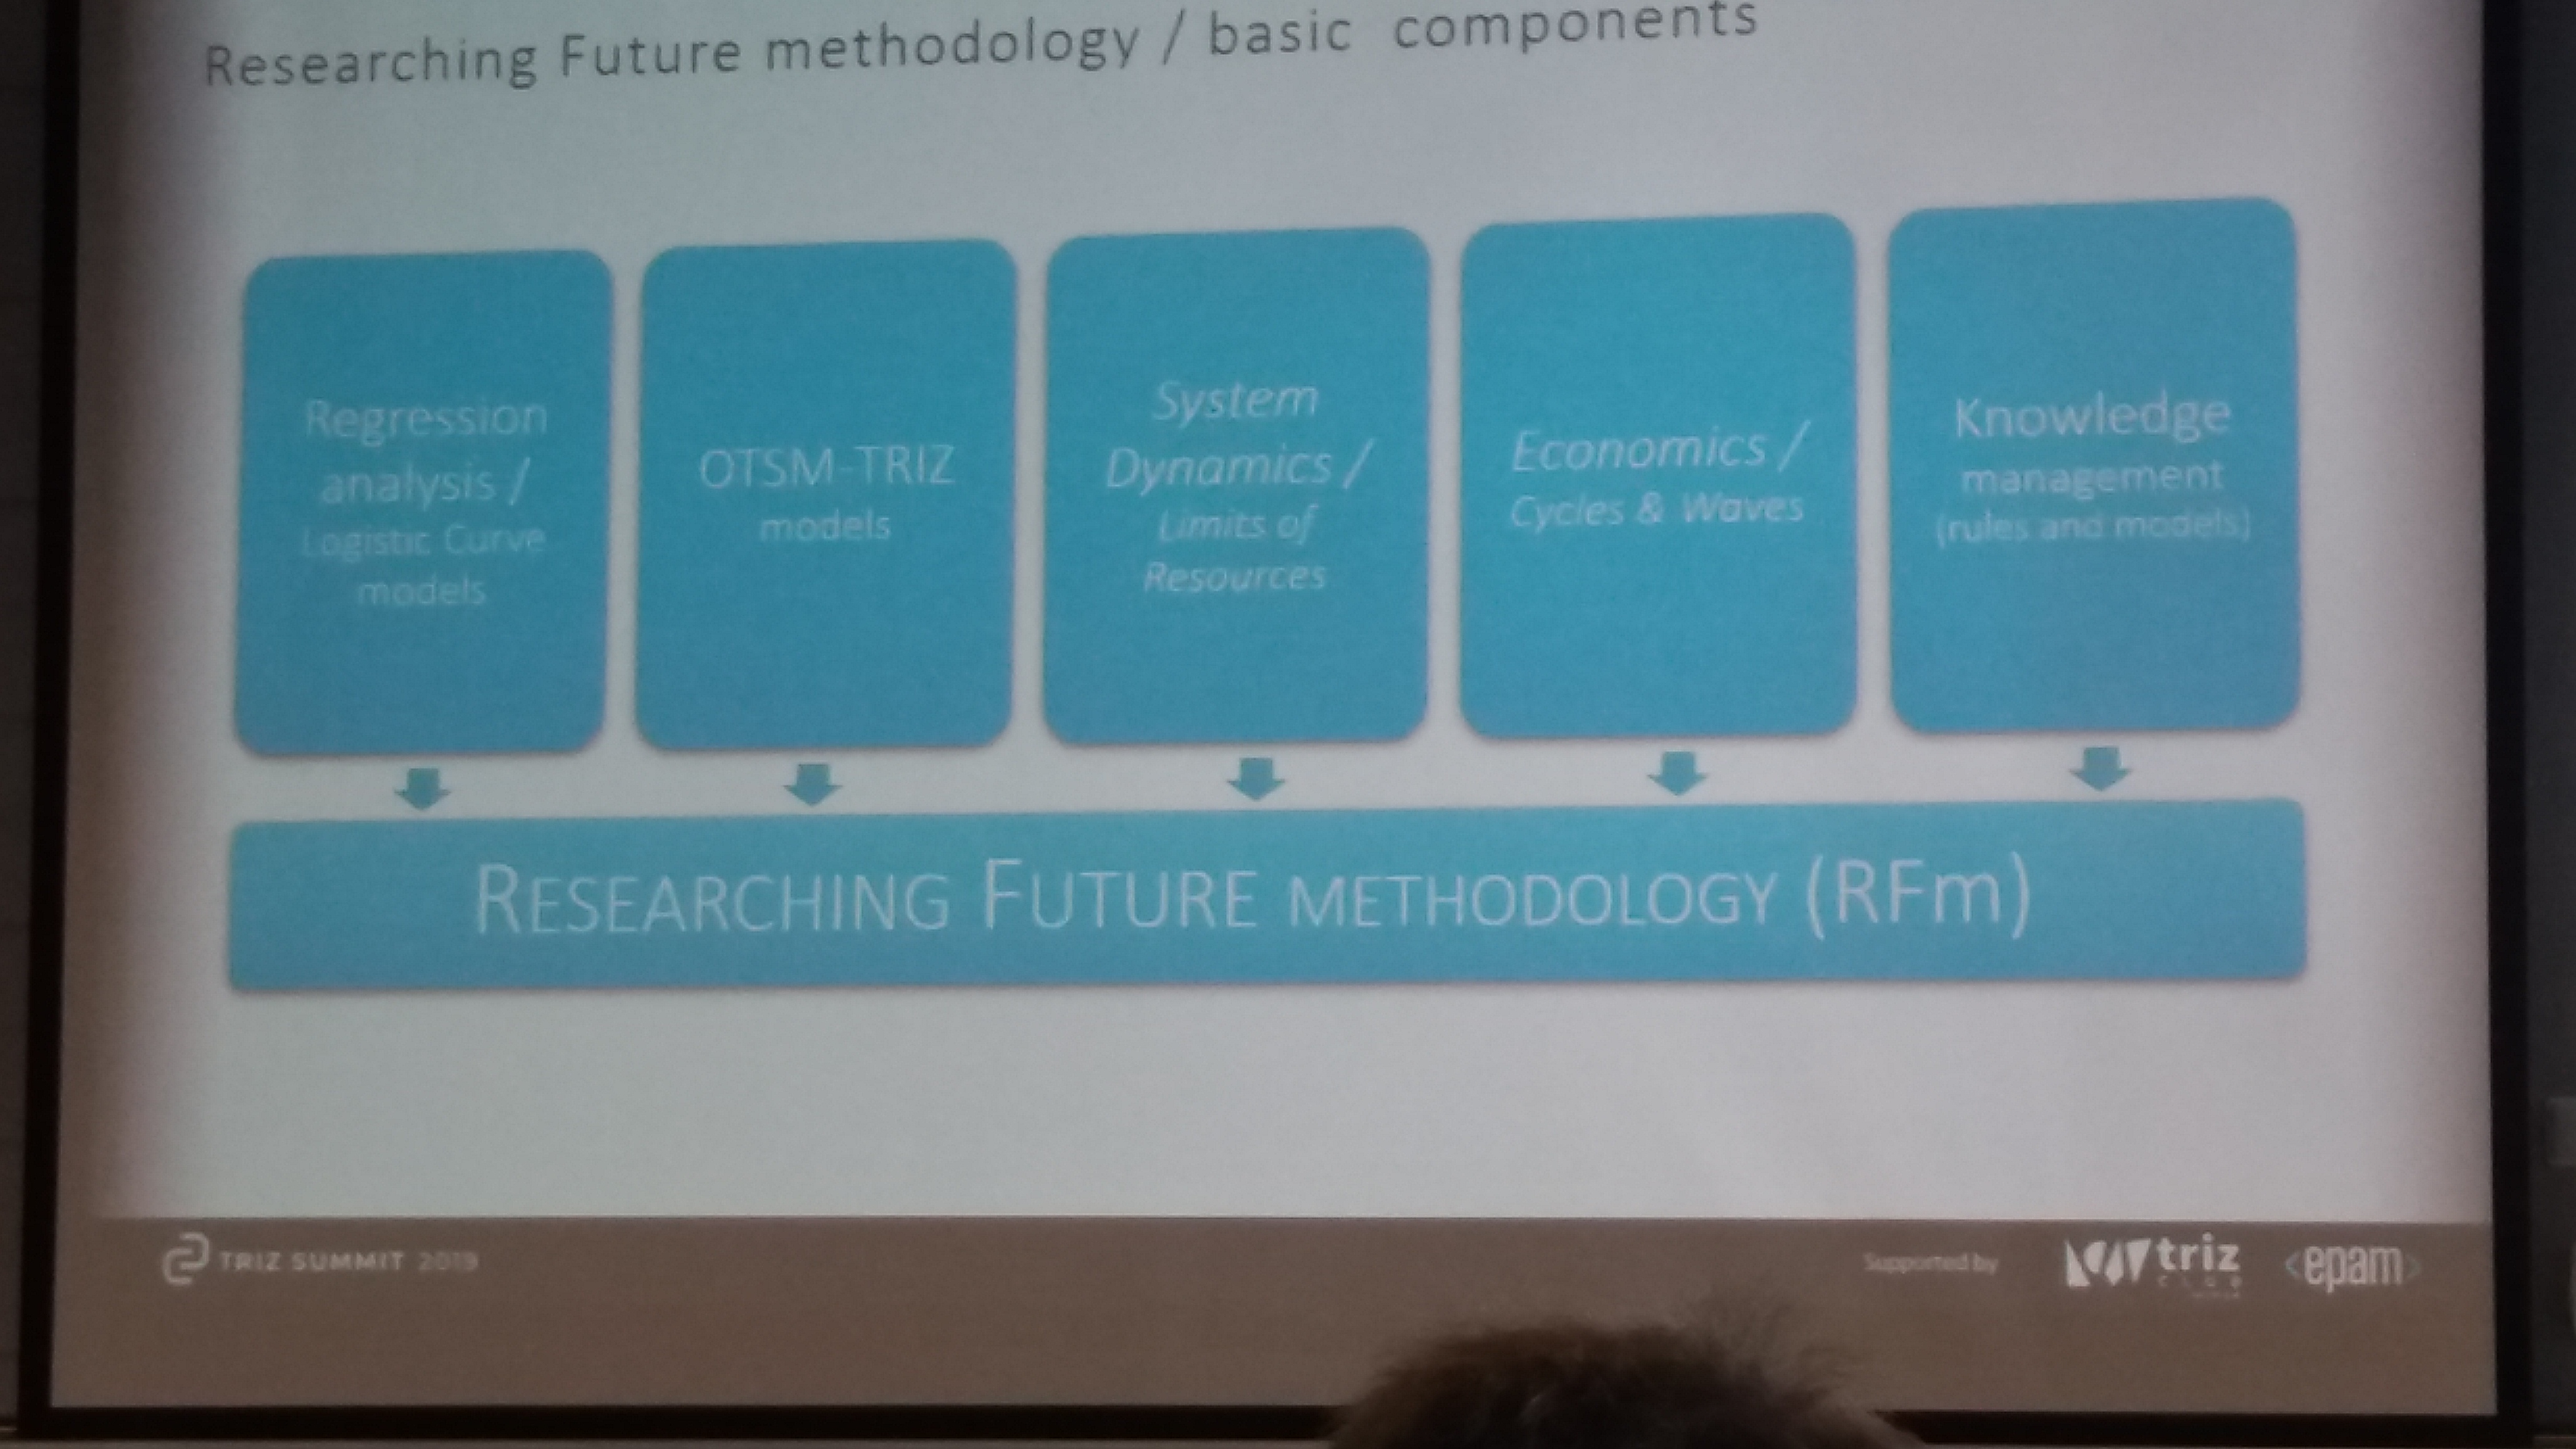 Researching Future methodology / basic components
Regression
analysis /
Logistic Curve
models
OTSM-TRIZ
models
System
Dynamics /
Limits of
Resources
Economics /
Cycles & Waves
Knowledge
management
(rules and models)
RESEARCHING FUTURE METHODOLOGY (RFm)
TRIZ SUMMIT 2019
Supported by
triz
<epam>